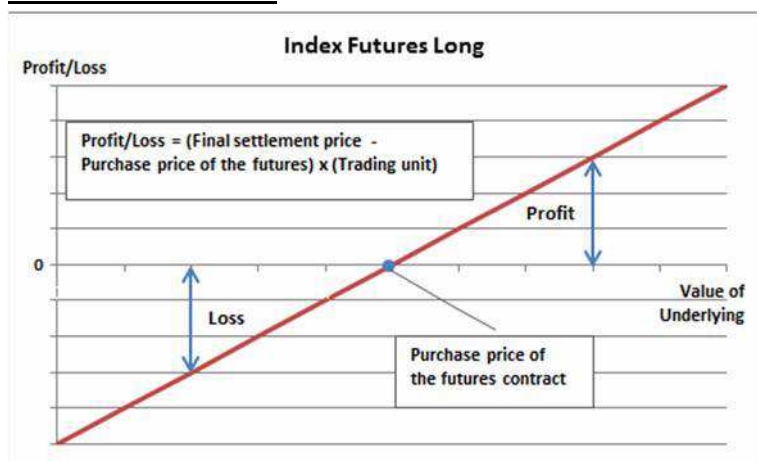 Index Futures Long
Profit/Loss
Profit/Loss = (Final settlement price -
Purchase price of the futures) x (Trading unit)
Profit
0
Value of
Underlying
Loss
Purchase price of
the futures contract